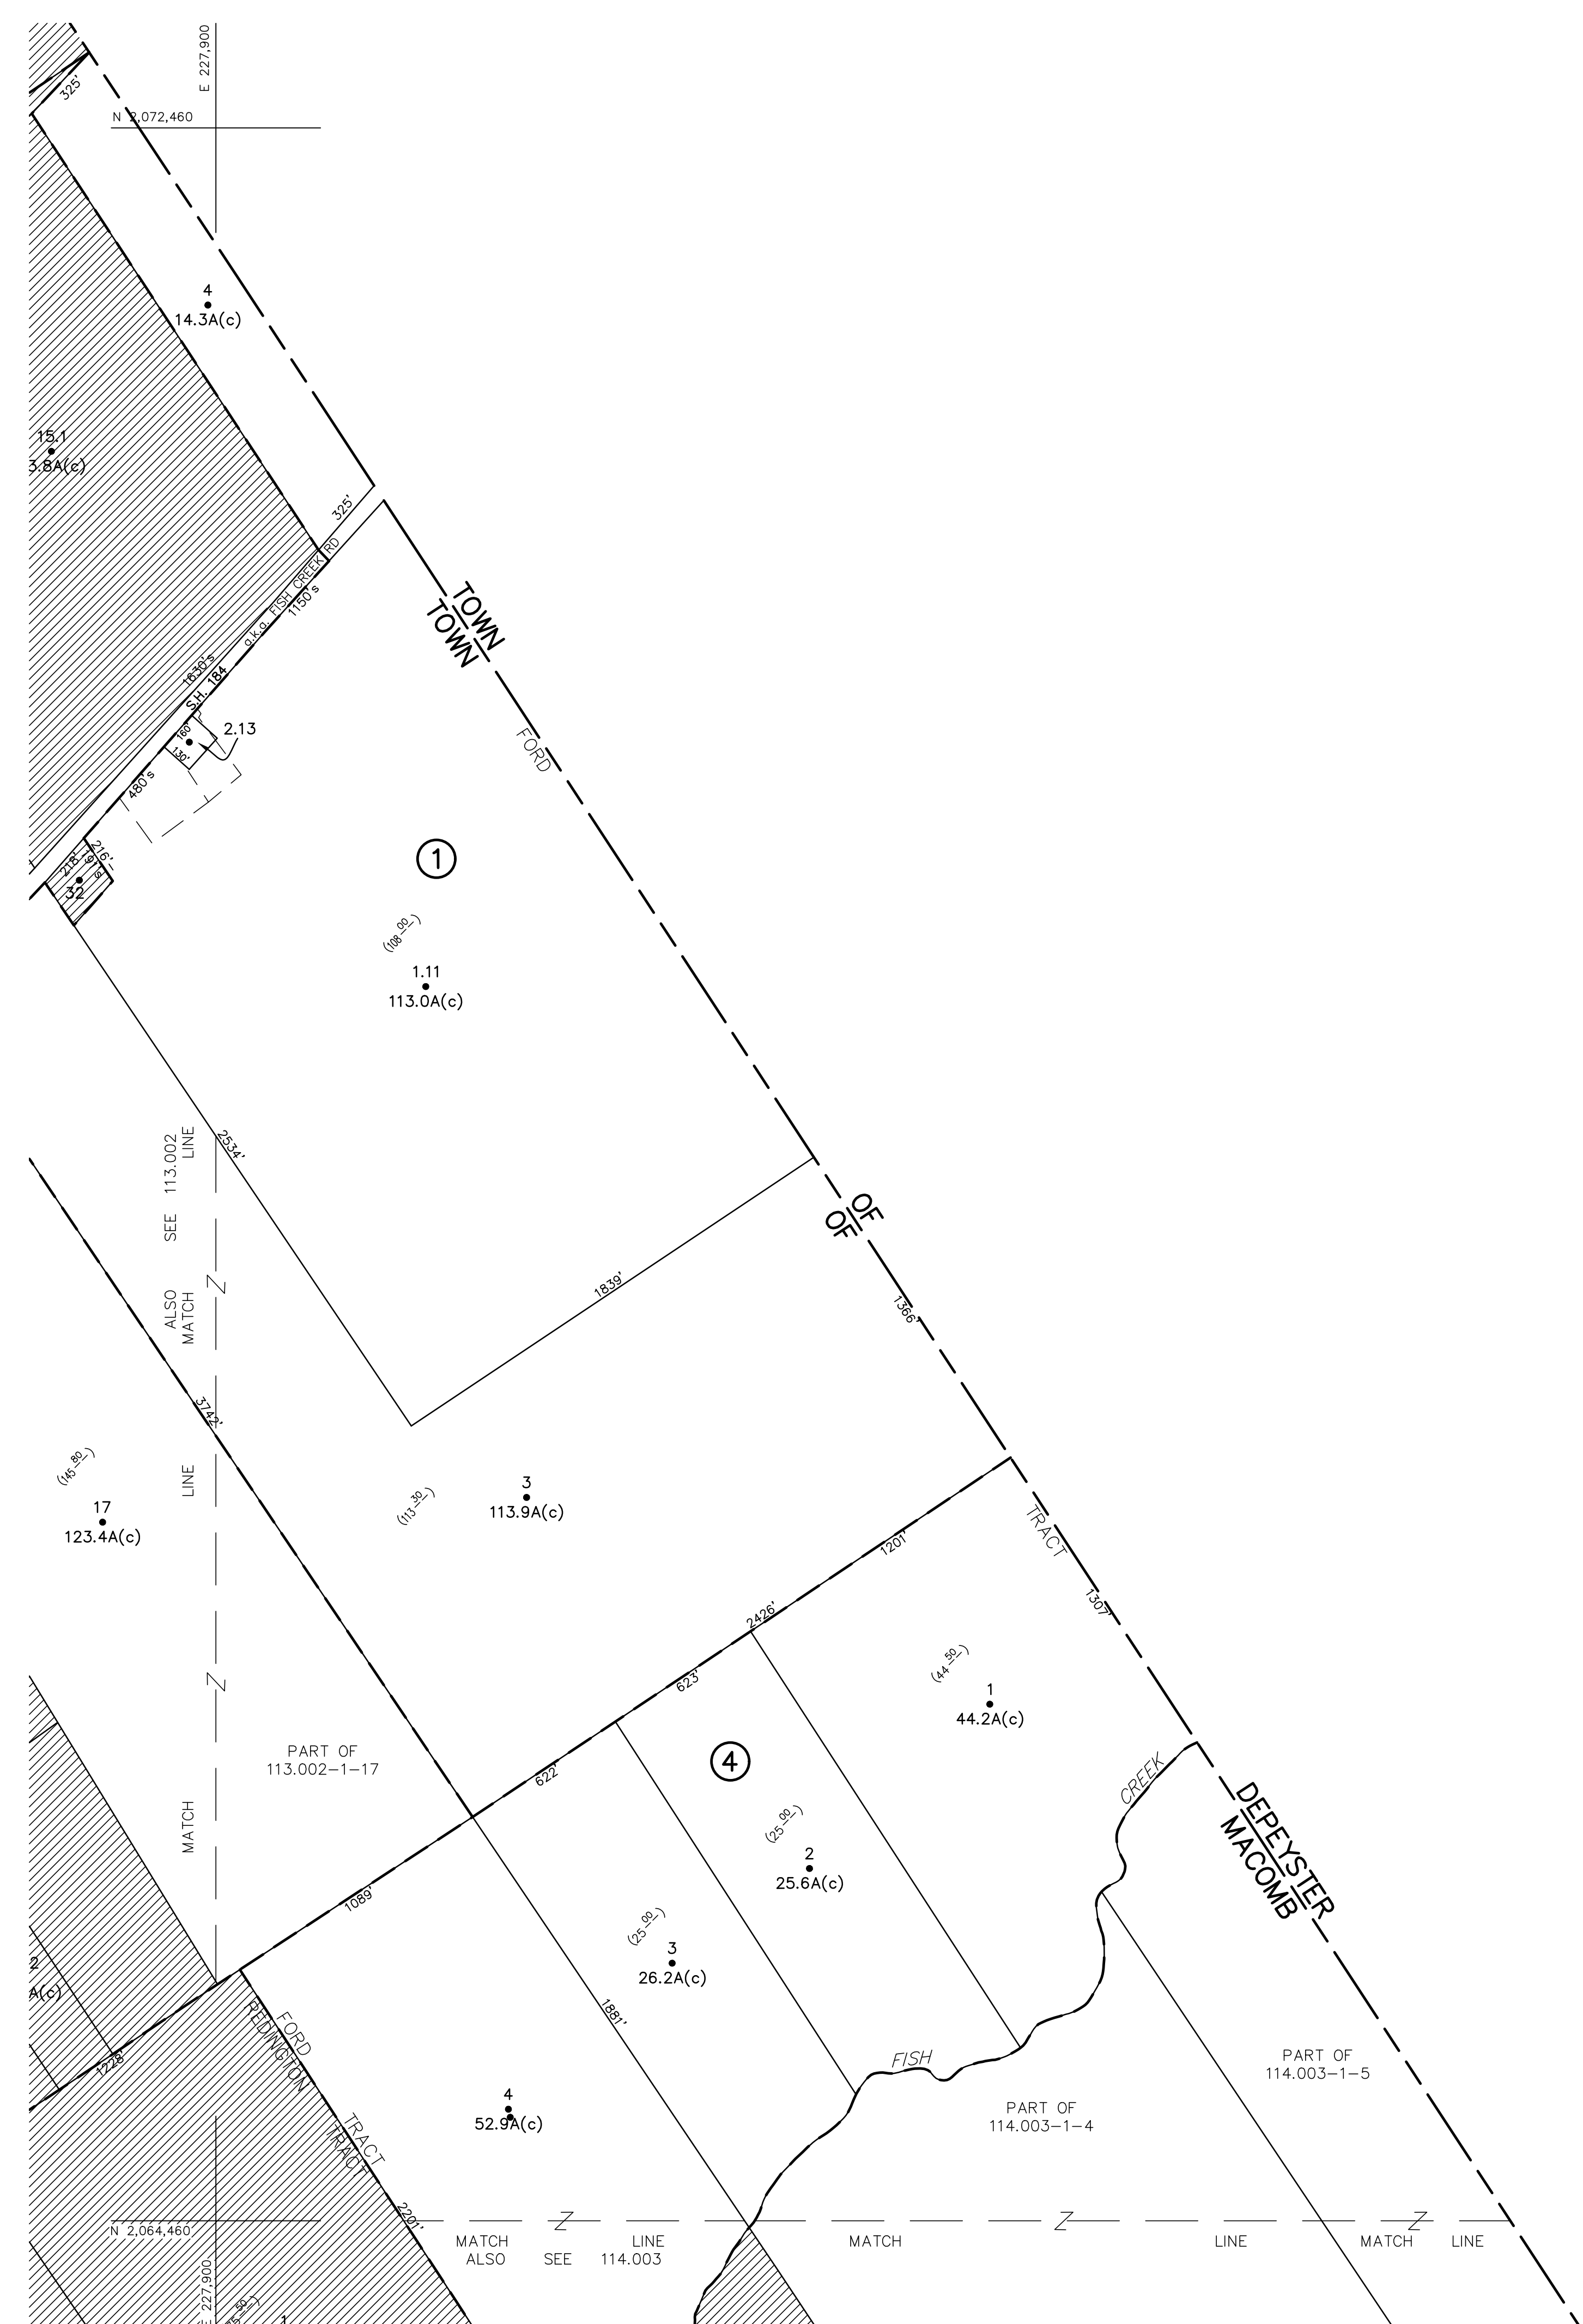 E 227,900
325'
N 2,072,460
4
14.3A(c)
15.1
3.8A(c)
325'
a.k.a. FISH CREEK RD
1150's
TOWN
TOWN
1630's
S.H. 184
2.13
160'
130'
FORD
480's
218'
216'
191's
32
1
(108.00)
1.11
113.0A(c)
2534'
ALSO SEE 113.002
MATCH LINE
Z
OF
OF
1839'
1366'
3742'
(145.80)
17
123.4A(c)
MATCH LINE
Z
(113.30)
3
113.9A(c)
1201'
TRACT
2426'
1307'
623'
(44.50)
1
44.2A(c)
PART OF
113.002-1-17
622'
4
CREEK
DEPEYSTER
MACOMB
(25.00)
2
25.6A(c)
1089'
(25.00)
3
26.2A(c)
2
A(c)
1881'
FORD
REDINGTON
1228'
FISH
PART OF
114.003-1-5
4
52.9A(c)
PART OF
114.003-1-4
TRACT
TRACT
2201'
N 2,064,460
Z
Z
Z
MATCH LINE
MATCH LINE
MATCH LINE
ALSO SEE 114.003
E 227,900
5.50)
1